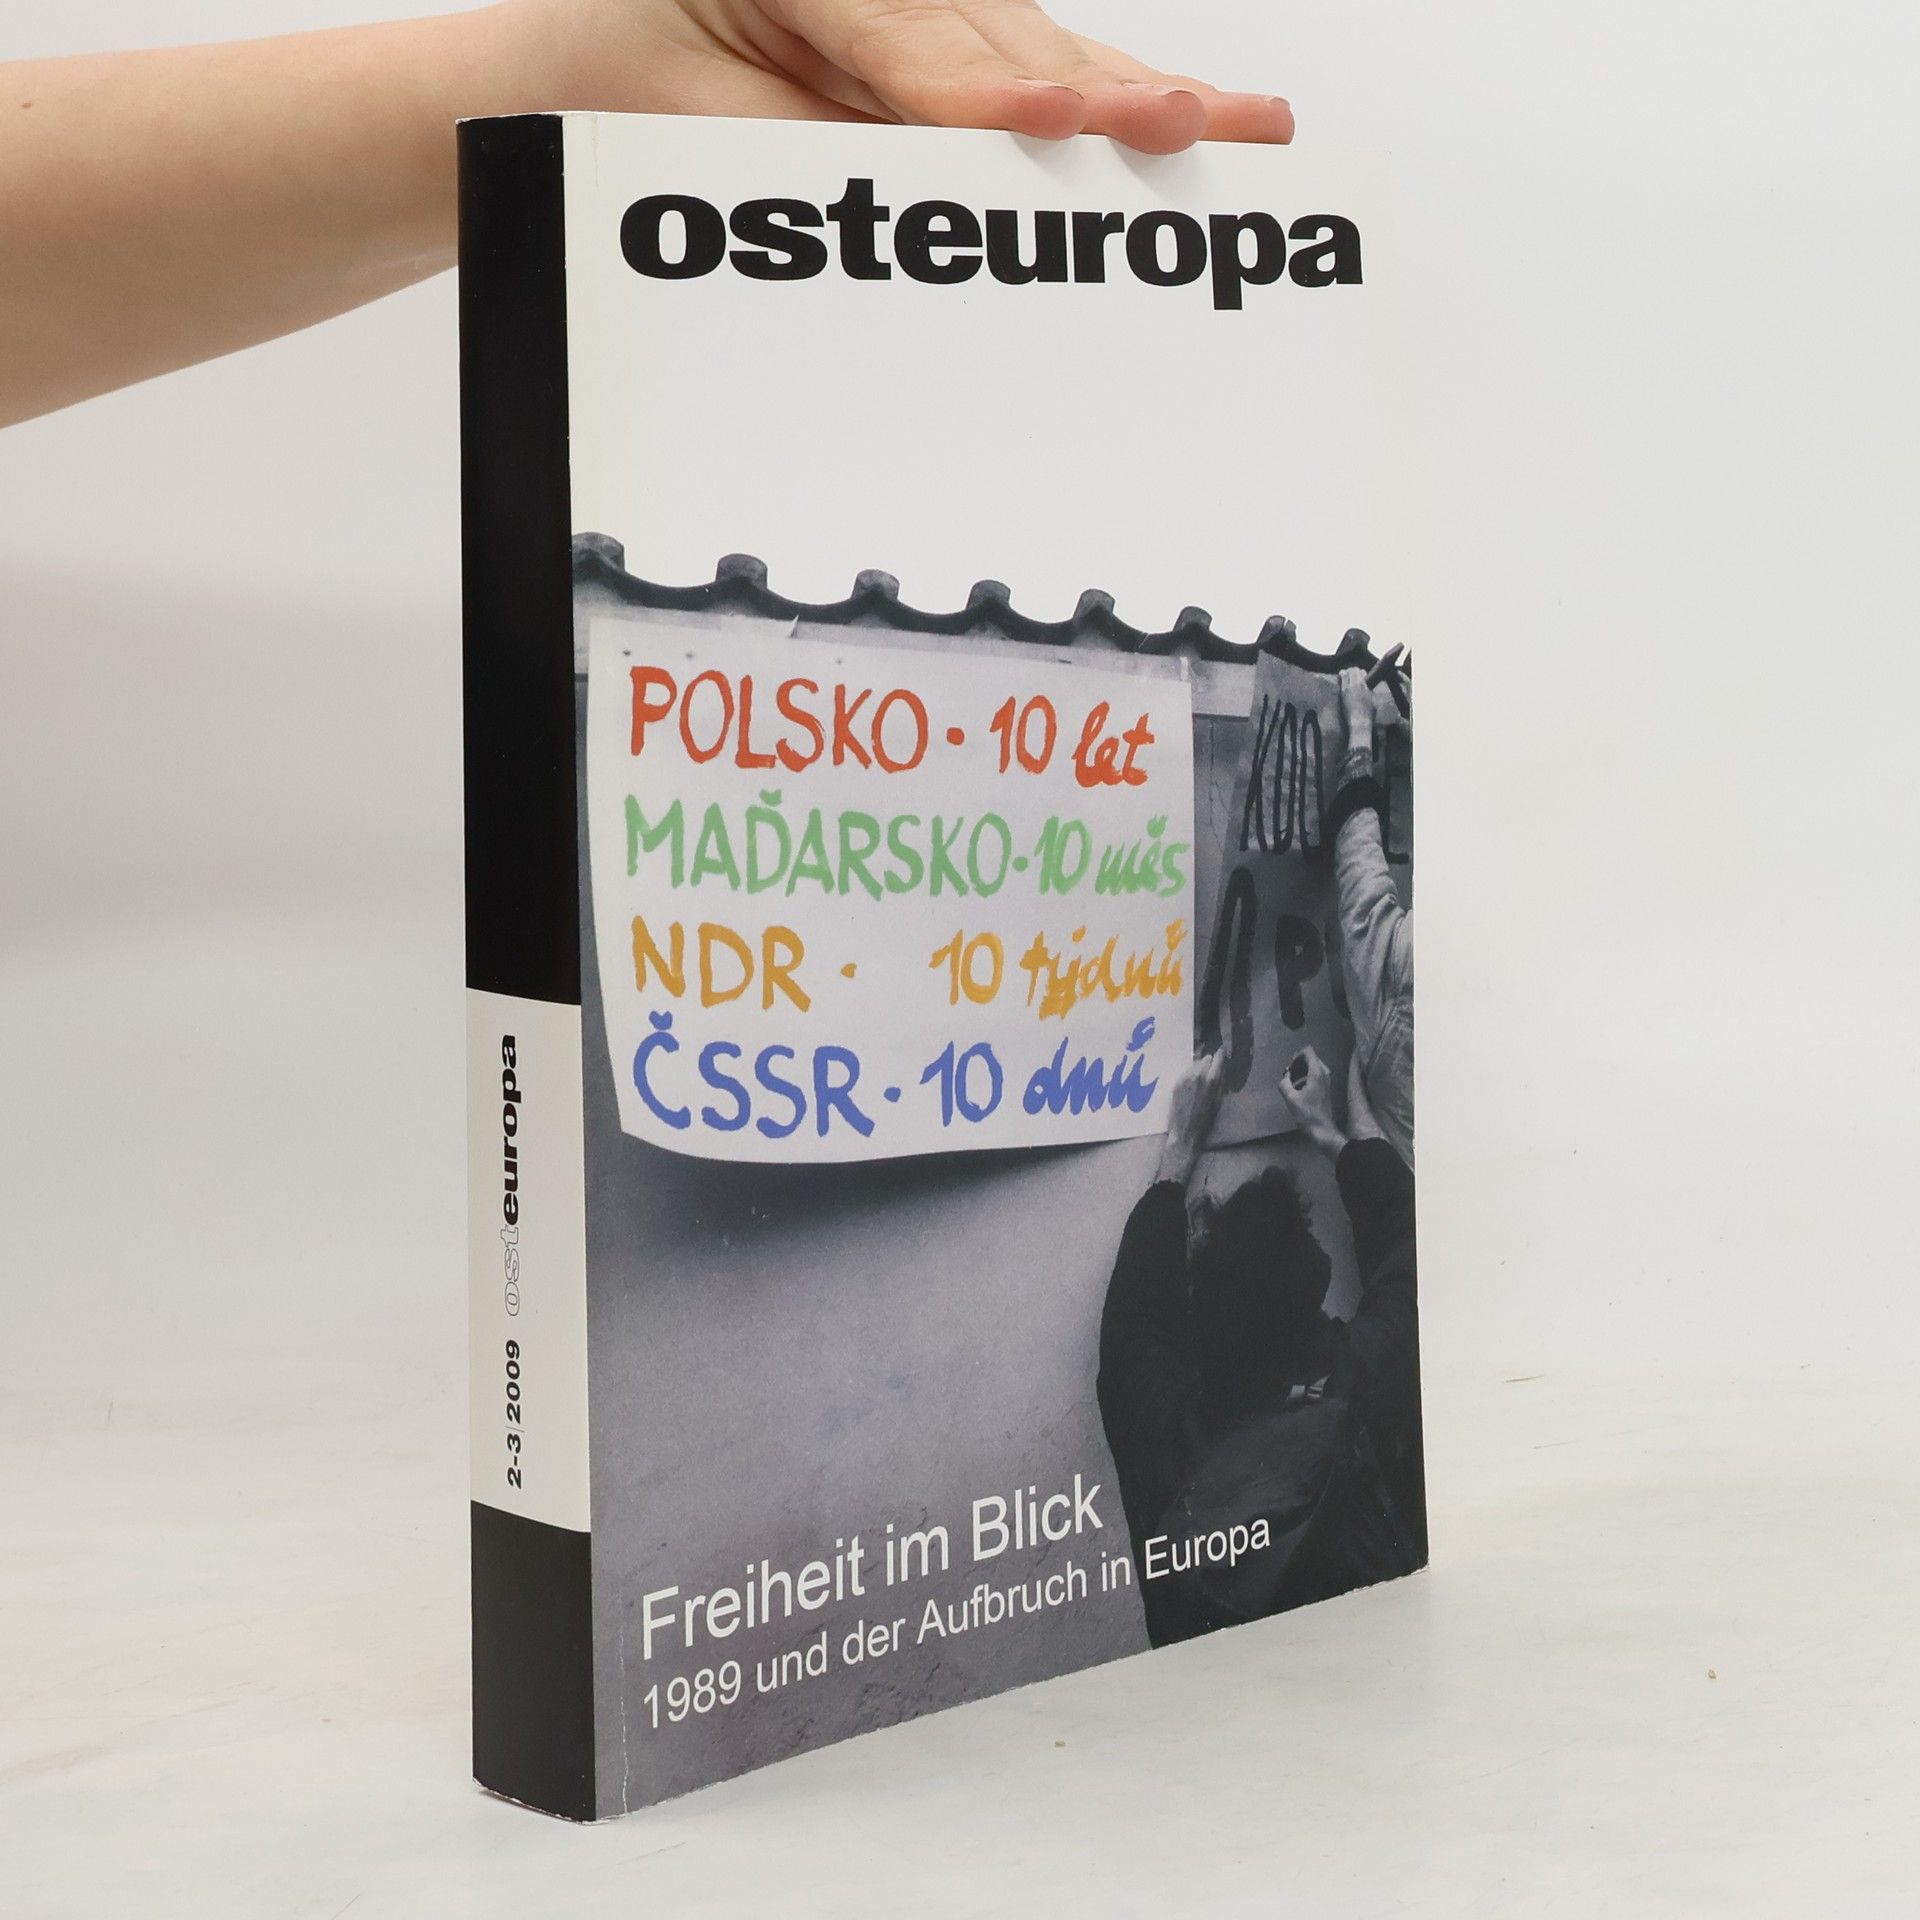 osteuropa
POLSKO · 10 let
MAĎARSKO · 10 měs
NDR · 10 týdnů
ČSSR · 10 dnů
Freiheit im Blick
1989 und der Aufbruch in Europa
2-3|2009 osteuropa